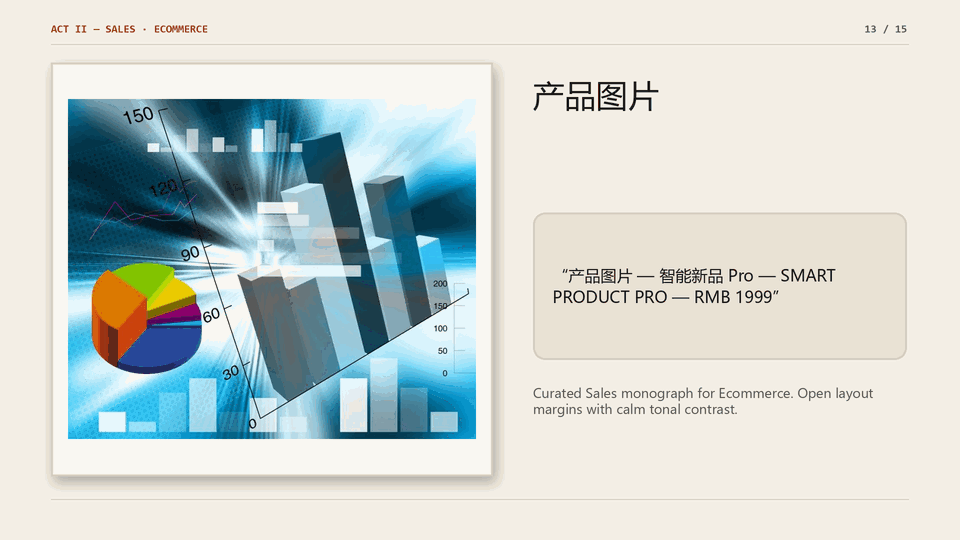 ACT II — SALES · ECOMMERCE
13 / 15
产品图片
150
120
90
60
30
0
200
150
100
50
0
“产品图片 — 智能新品 Pro — SMART
PRODUCT PRO — RMB 1999”
Curated Sales monograph for Ecommerce. Open layout
margins with calm tonal contrast.